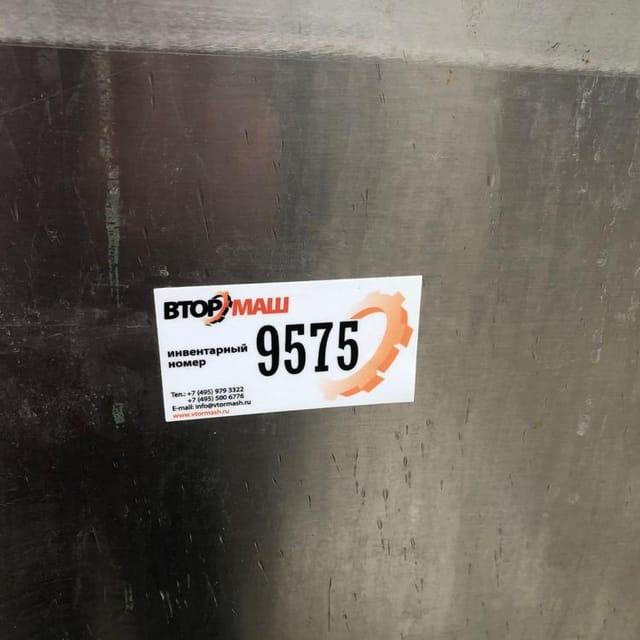 ВТОРМАШ
инвентарный
номер
9575
Тел.: +7 (495) 979 3322
+7 (495) 500 6776
E-mail: info@vtormash.ru
www.vtormash.ru